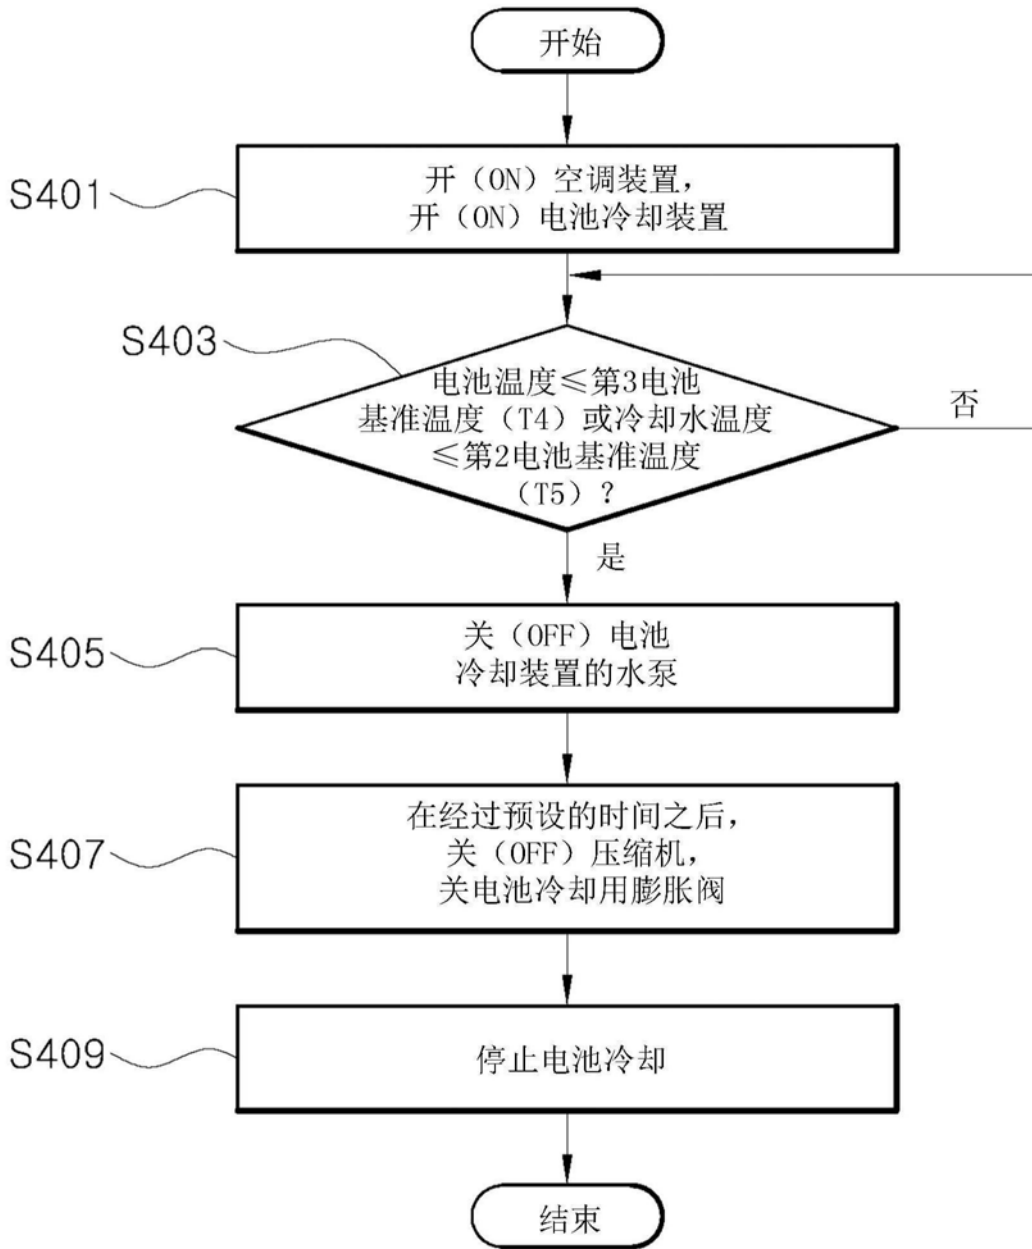 开始
S401
开（ON）空调装置，
开（ON）电池冷却装置
S403
电池温度≤第3电池
基准温度（T4）或冷却水温度
≤第2电池基准温度
（T5）？
否
是
S405
关（OFF）电池
冷却装置的水泵
S407
在经过预设的时间之后，
关（OFF）压缩机，
关电池冷却用膨胀阀
S409
停止电池冷却
结束